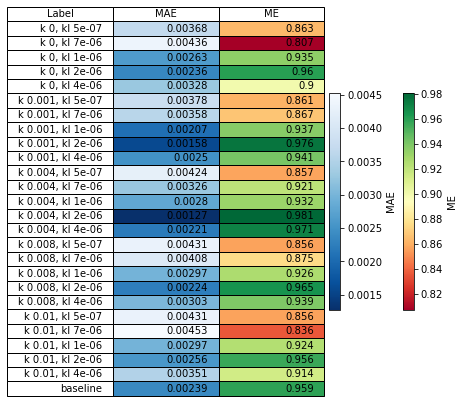 Label MAE ME
k 0, kl 5e-07 0.00368 0.863
k 0, kl 7e-06 0.00436 0.807
k 0, kl 1e-06 0.00263 0.935
k 0, kl 2e-06 0.00236 0.96
k 0, kl 4e-06 0.00328 0.9
k 0.001, kl 5e-07 0.00378 0.861
k 0.001, kl 7e-06 0.00358 0.867
k 0.001, kl 1e-06 0.00207 0.937
k 0.001, kl 2e-06 0.00158 0.976
k 0.001, kl 4e-06 0.0025 0.941
k 0.004, kl 5e-07 0.00424 0.857
k 0.004, kl 7e-06 0.00326 0.921
k 0.004, kl 1e-06 0.0028 0.932
k 0.004, kl 2e-06 0.00127 0.981
k 0.004, kl 4e-06 0.00221 0.971
k 0.008, kl 5e-07 0.00431 0.856
k 0.008, kl 7e-06 0.00408 0.875
k 0.008, kl 1e-06 0.00297 0.926
k 0.008, kl 2e-06 0.00224 0.965
k 0.008, kl 4e-06 0.00303 0.939
k 0.01, kl 5e-07 0.00431 0.856
k 0.01, kl 7e-06 0.00453 0.836
k 0.01, kl 1e-06 0.00297 0.924
k 0.01, kl 2e-06 0.00256 0.956
k 0.01, kl 4e-06 0.00351 0.914
baseline 0.00239 0.959
0.0045
0.0040
0.0035
0.0030
0.0025
0.0020
0.0015
MAE
0.98
0.96
0.94
0.92
0.90
0.88
0.86
0.84
0.82
ME